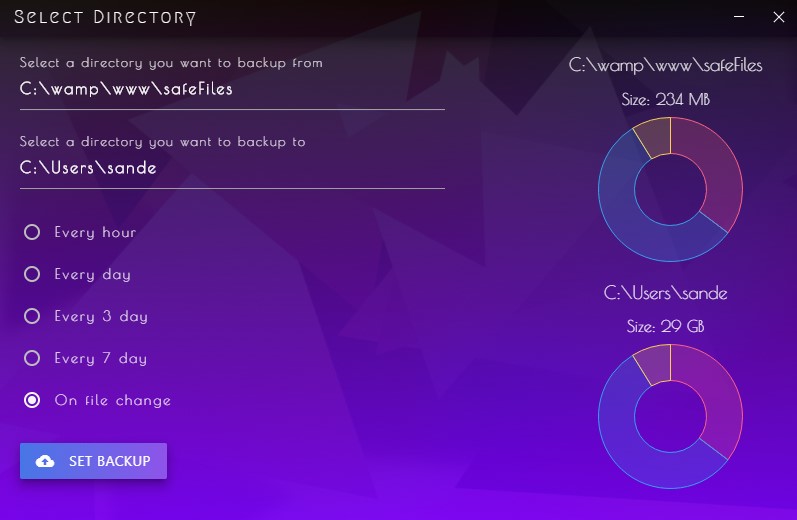 Select Directory
Select a directory you want to backup from
C:\wamp\www\safeFiles
Select a directory you want to backup to
C:\Users\sande
Every hour
Every day
Every 3 day
Every 7 day
On file change
SET BACKUP
C:\wamp\www\safeFiles
Size: 234 MB
C:\Users\sande
Size: 29 GB